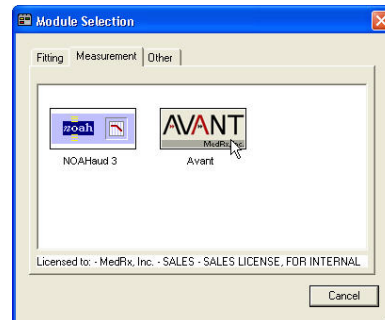 Module Selection
Fitting Measurement Other
noah AVANT
MedRx, Inc.
NOAHaud 3 Avant
Licensed to: - MedRx, Inc. - SALES - SALES LICENSE, FOR INTERNAL
Cancel